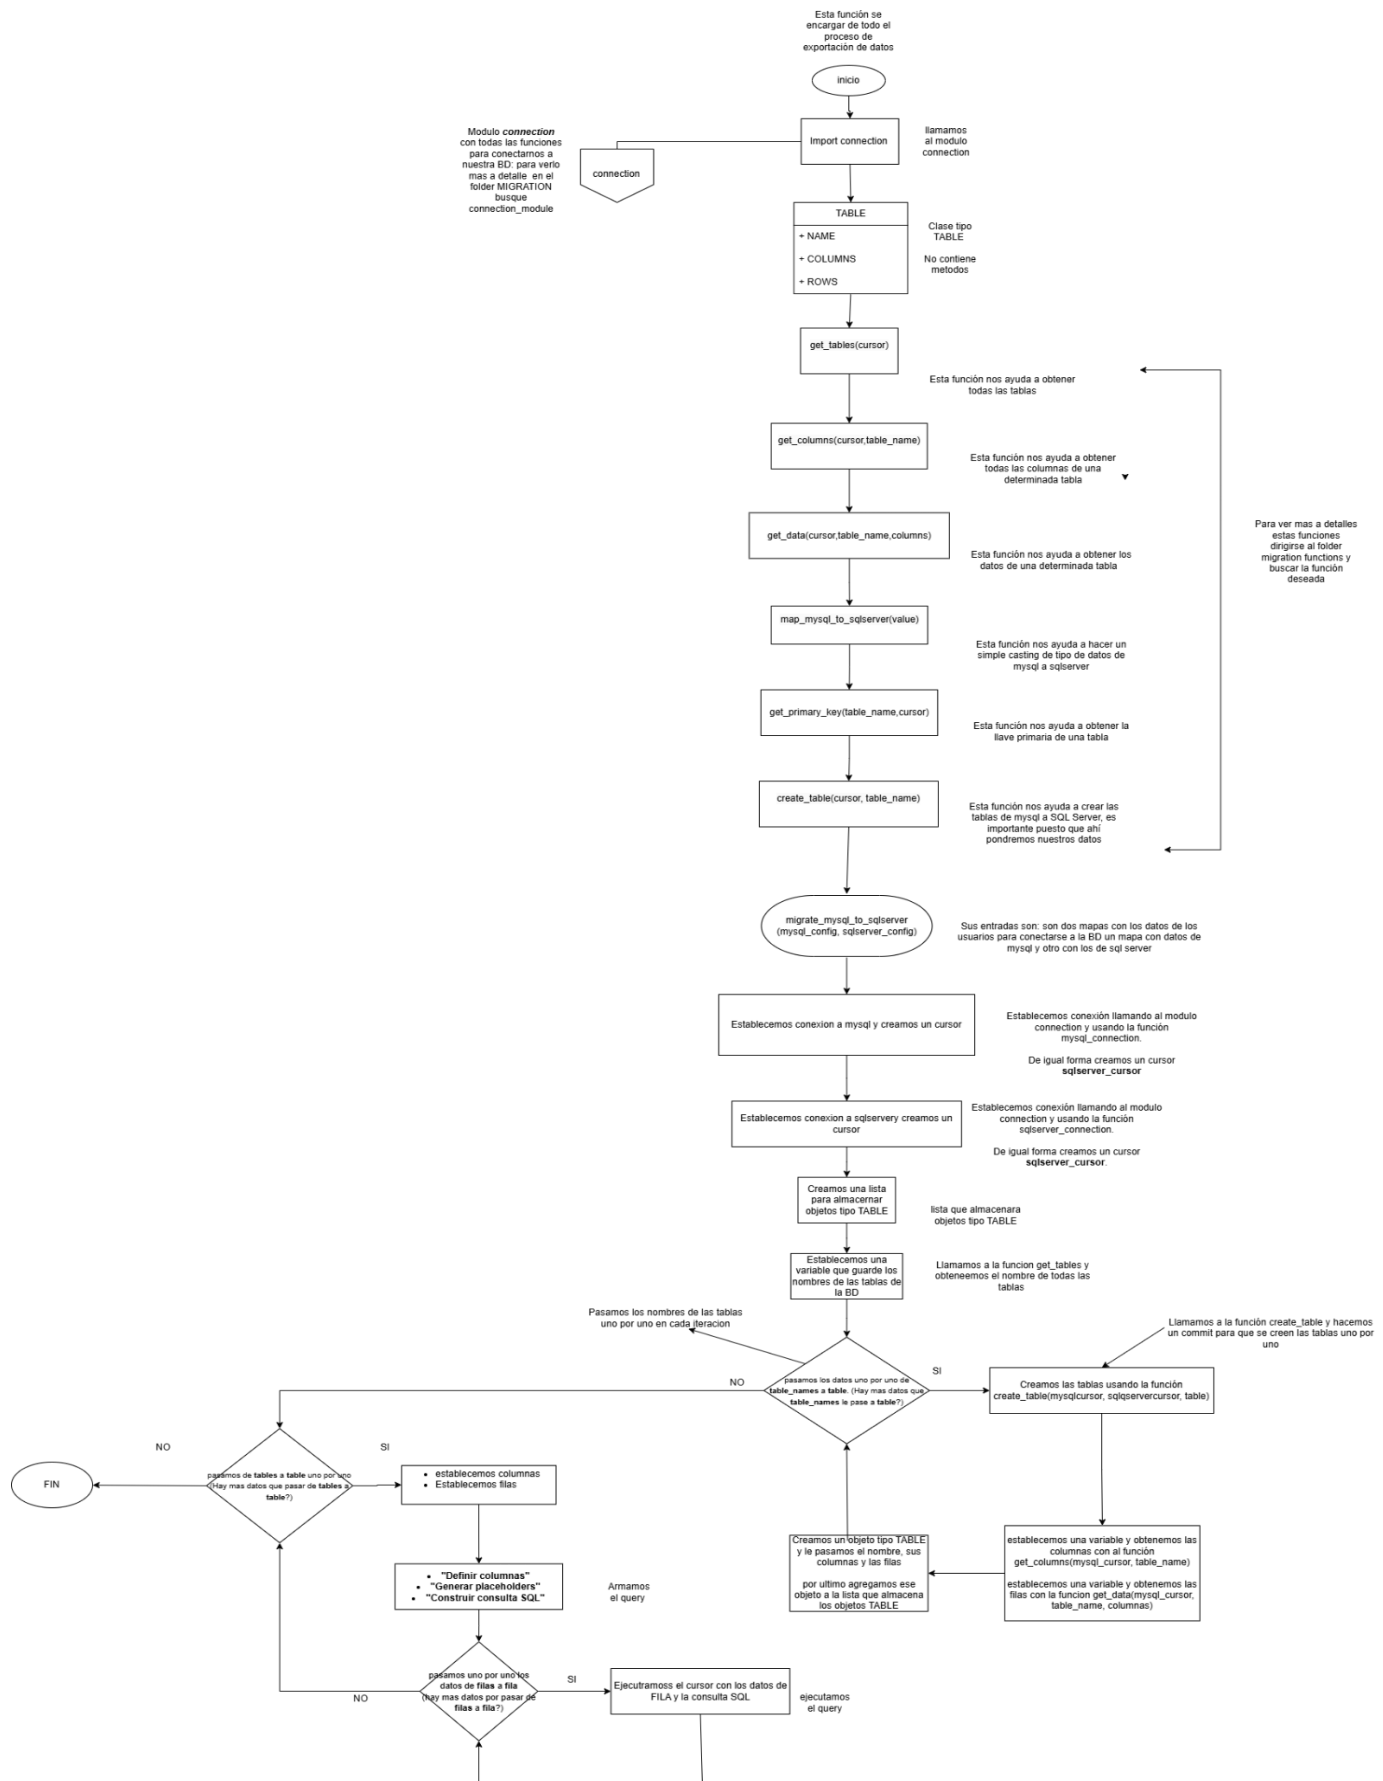 Esta función se
encargar de todo el
proceso de
exportación de datos
inicio
Modulo connection
con todas las funciones
para conectarnos a
nuestra BD: para verlo
mas a detalle en el
folder MIGRATION
busque
connection_module
connection
Import connection
llamamos
al modulo
connection
TABLE
+ NAME
+ COLUMNS
+ ROWS
Clase tipo
TABLE
No contiene
metodos
get_tables(cursor)
Esta función nos ayuda a obtener
todas las tablas
get_columns(cursor,table_name)
Esta función nos ayuda a obtener
todas las columnas de una
determinada tabla
get_data(cursor,table_name,columns)
Esta función nos ayuda a obtener los
datos de una determinada tabla
Para ver mas a detalles
estas funciones
dirigirse al folder
migration functions y
buscar la función
deseada
map_mysql_to_sqlserver(value)
Esta función nos ayuda a hacer un
simple casting de tipo de datos de
mysql a sqlserver
get_primary_key(table_name,cursor)
Esta función nos ayuda a obtener la
llave primaria de una tabla
create_table(cursor, table_name)
Esta función nos ayuda a crear las
tablas de mysql a SQL Server, es
importante puesto que ahí
pondremos nuestros datos
migrate_mysql_to_sqlserver
(mysql_config, sqlserver_config)
Sus entradas son: son dos mapas con los datos de los
usuarios para conectarse a la BD un mapa con datos de
mysql y otro con los de sql server
Establecemos conexion a mysql y creamos un cursor
Establecemos conexión llamando al modulo
connection y usando la función
mysql_connection.
De igual forma creamos un cursor
sqlserver_cursor
Establecemos conexion a sqlservery creamos un
cursor
Establecemos conexión llamando al modulo
connection y usando la función
sqlserver_connection.
De igual forma creamos un cursor
sqlserver_cursor.
Creamos una lista
para almacernar
objetos tipo TABLE
lista que almacenara
objetos tipo TABLE
Establecemos una
variable que guarde los
nombres de las tablas de
la BD
Llamamos a la funcion get_tables y
obteneemos el nombre de todas las
tablas
Pasamos los nombres de las tablas
uno por uno en cada iteracion
Llamamos a la función create_table y hacemos
un commit para que se creen las tablas uno por
uno
pasamos los datos uno por uno de
table_names a table. (Hay mas datos que
table_names le pase a table?)
NO
SI
Creamos las tablas usando la función
create_table(mysqlcursor, sqlqservercursor, table)
NO
SI
FIN
pasamos de tables a table uno por uno
(Hay mas datos que pasar de tables a
table?)
• establecemos columnas
• Establecemos filas
Creamos un objeto tipo TABLE
y le pasamos el nombre, sus
columnas y las filas
por ultimo agregamos ese
objeto a la lista que almacena
los objetos TABLE
establecemos una variable y obtenemos las
columnas con al función
get_columns(mysql_cursor, table_name)
establecemos una variable y obtenemos las
filas con la funcion get_data(mysql_cursor,
table_name, columnas)
• "Definir columnas"
• "Generar placeholders"
• "Construir consulta SQL"
Armamos
el query
pasamos uno por uno los
datos de filas a fila
(hay mas datos por pasar de
filas a fila?)
NO
SI
Ejecutramoss el cursor con los datos de
FILA y la consulta SQL
ejecutamos
el query